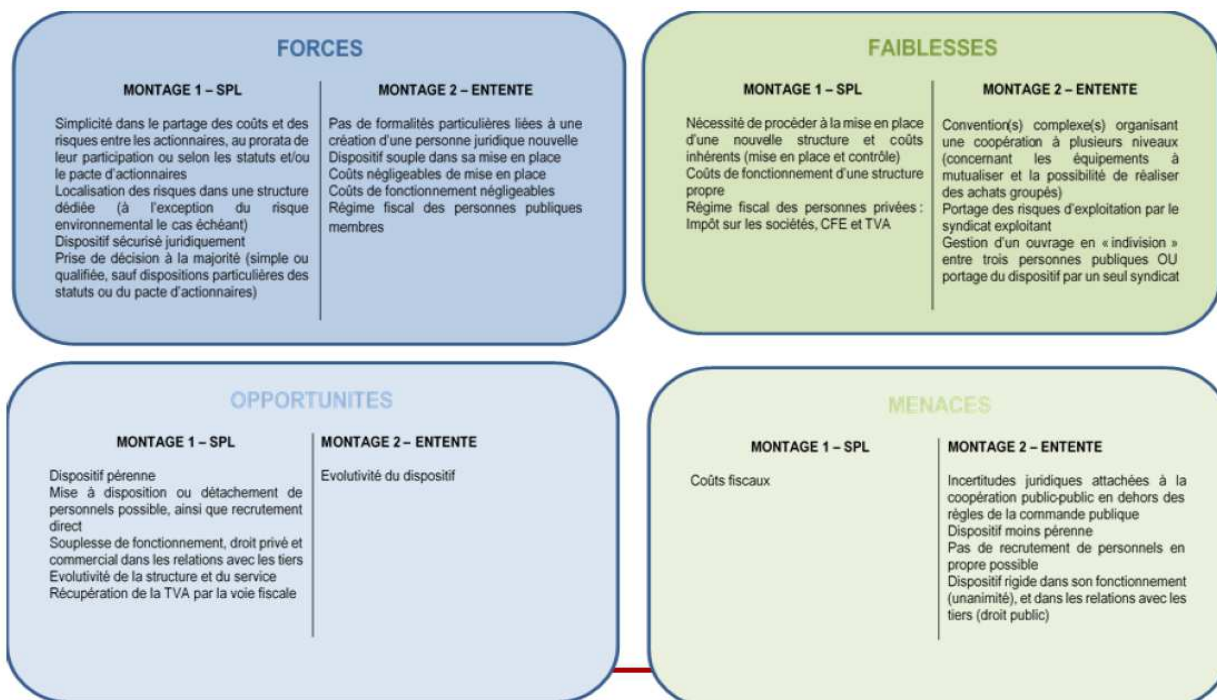 FORCES
MONTAGE 1 – SPL
Simplicité dans le partage des coûts et des
risques entre les actionnaires, au prorata de
leur participation ou selon les statuts et/ou
le pacte d'actionnaires
Localisation des risques dans une structure
dédiée (à l'exception du risque
environnemental le cas échéant)
Dispositif sécurisé juridiquement
Prise de décision à la majorité (simple ou
qualifiée, sauf dispositions particulières des
statuts ou du pacte d'actionnaires)
MONTAGE 2 – ENTENTE
Pas de formalités particulières liées à une
création d'une personne juridique nouvelle
Dispositif souple dans sa mise en place
Coûts négligeables de mise en place
Coûts de fonctionnement négligeables
Régime fiscal des personnes publiques
membres
FAIBLESSES
MONTAGE 1 – SPL
Nécessité de procéder à la mise en place
d'une nouvelle structure et coûts
inhérents (mise en place et contrôle)
Coûts de fonctionnement d'une structure
propre
Régime fiscal des personnes privées :
Impôt sur les sociétés, CFE et TVA
MONTAGE 2 – ENTENTE
Convention(s) complexe(s) organisant
une coopération à plusieurs niveaux
(concernant les équipements à
mutualiser et la possibilité de réaliser
des achats groupés)
Portage des risques d'exploitation par le
syndicat exploitant
Gestion d'un ouvrage en « indivision »
entre trois personnes publiques OU
portage du dispositif par un seul syndicat
OPPORTUNITES
MONTAGE 1 – SPL
Dispositif pérenne
Mise à disposition ou détachement de
personnels possible, ainsi que recrutement
direct
Souplesse de fonctionnement, droit privé et
commercial dans les relations avec les tiers
Evolutivité de la structure et du service
Récupération de la TVA par la voie fiscale
MONTAGE 2 – ENTENTE
Evolutivité du dispositif
MENACES
MONTAGE 1 – SPL
Coûts fiscaux
MONTAGE 2 – ENTENTE
Incertitudes juridiques attachées à la
coopération public-public en dehors des
règles de la commande publique
Dispositif moins pérenne
Pas de recrutement de personnels en
propre possible
Dispositif rigide dans son fonctionnement
(unanimité), et dans les relations avec les
tiers (droit public)